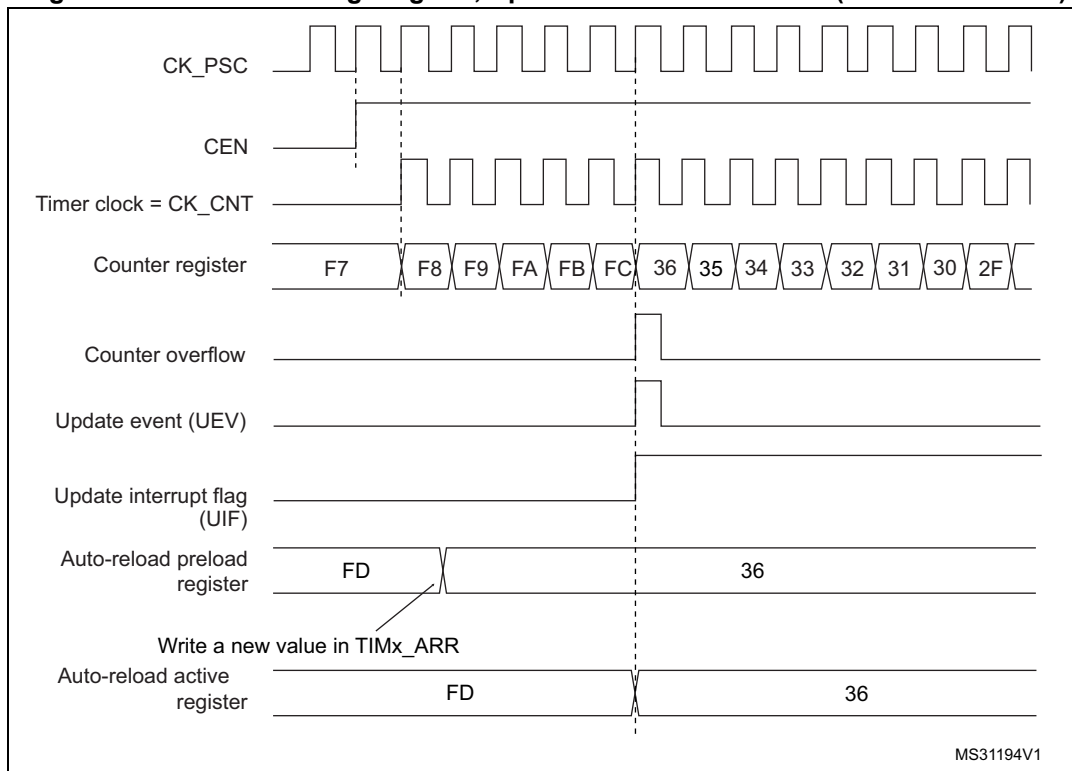 CK_PSC
CEN
Timer clock = CK_CNT
Counter register F7 F8 F9 FA FB FC 36 35 34 33 32 31 30 2F
Counter overflow
Update event (UEV)
Update interrupt flag
(UIF)
Auto-reload preload
register
FD 36
Write a new value in TIMx_ARR
Auto-reload active
register
FD 36
MS31194V1